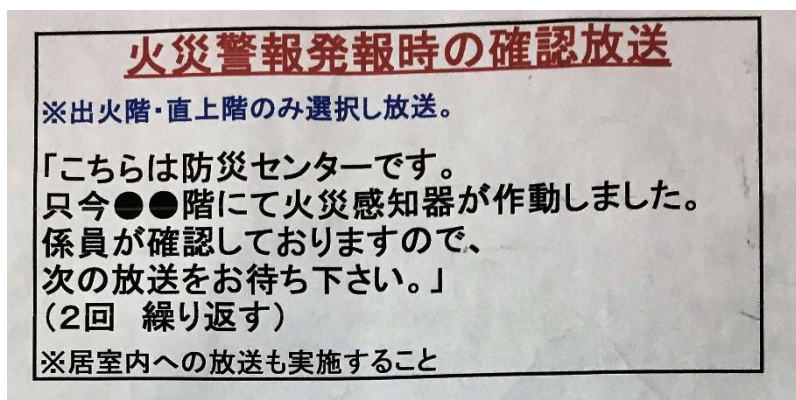 火災警報発報時の確認放送
※出火階・直上階のみ選択し放送。
「こちらは防災センターです。
只今●●階にて火災感知器が作動しました。
係員が確認しておりますので、
次の放送をお待ち下さい。」
（２回　繰り返す）
※居室内への放送も実施すること